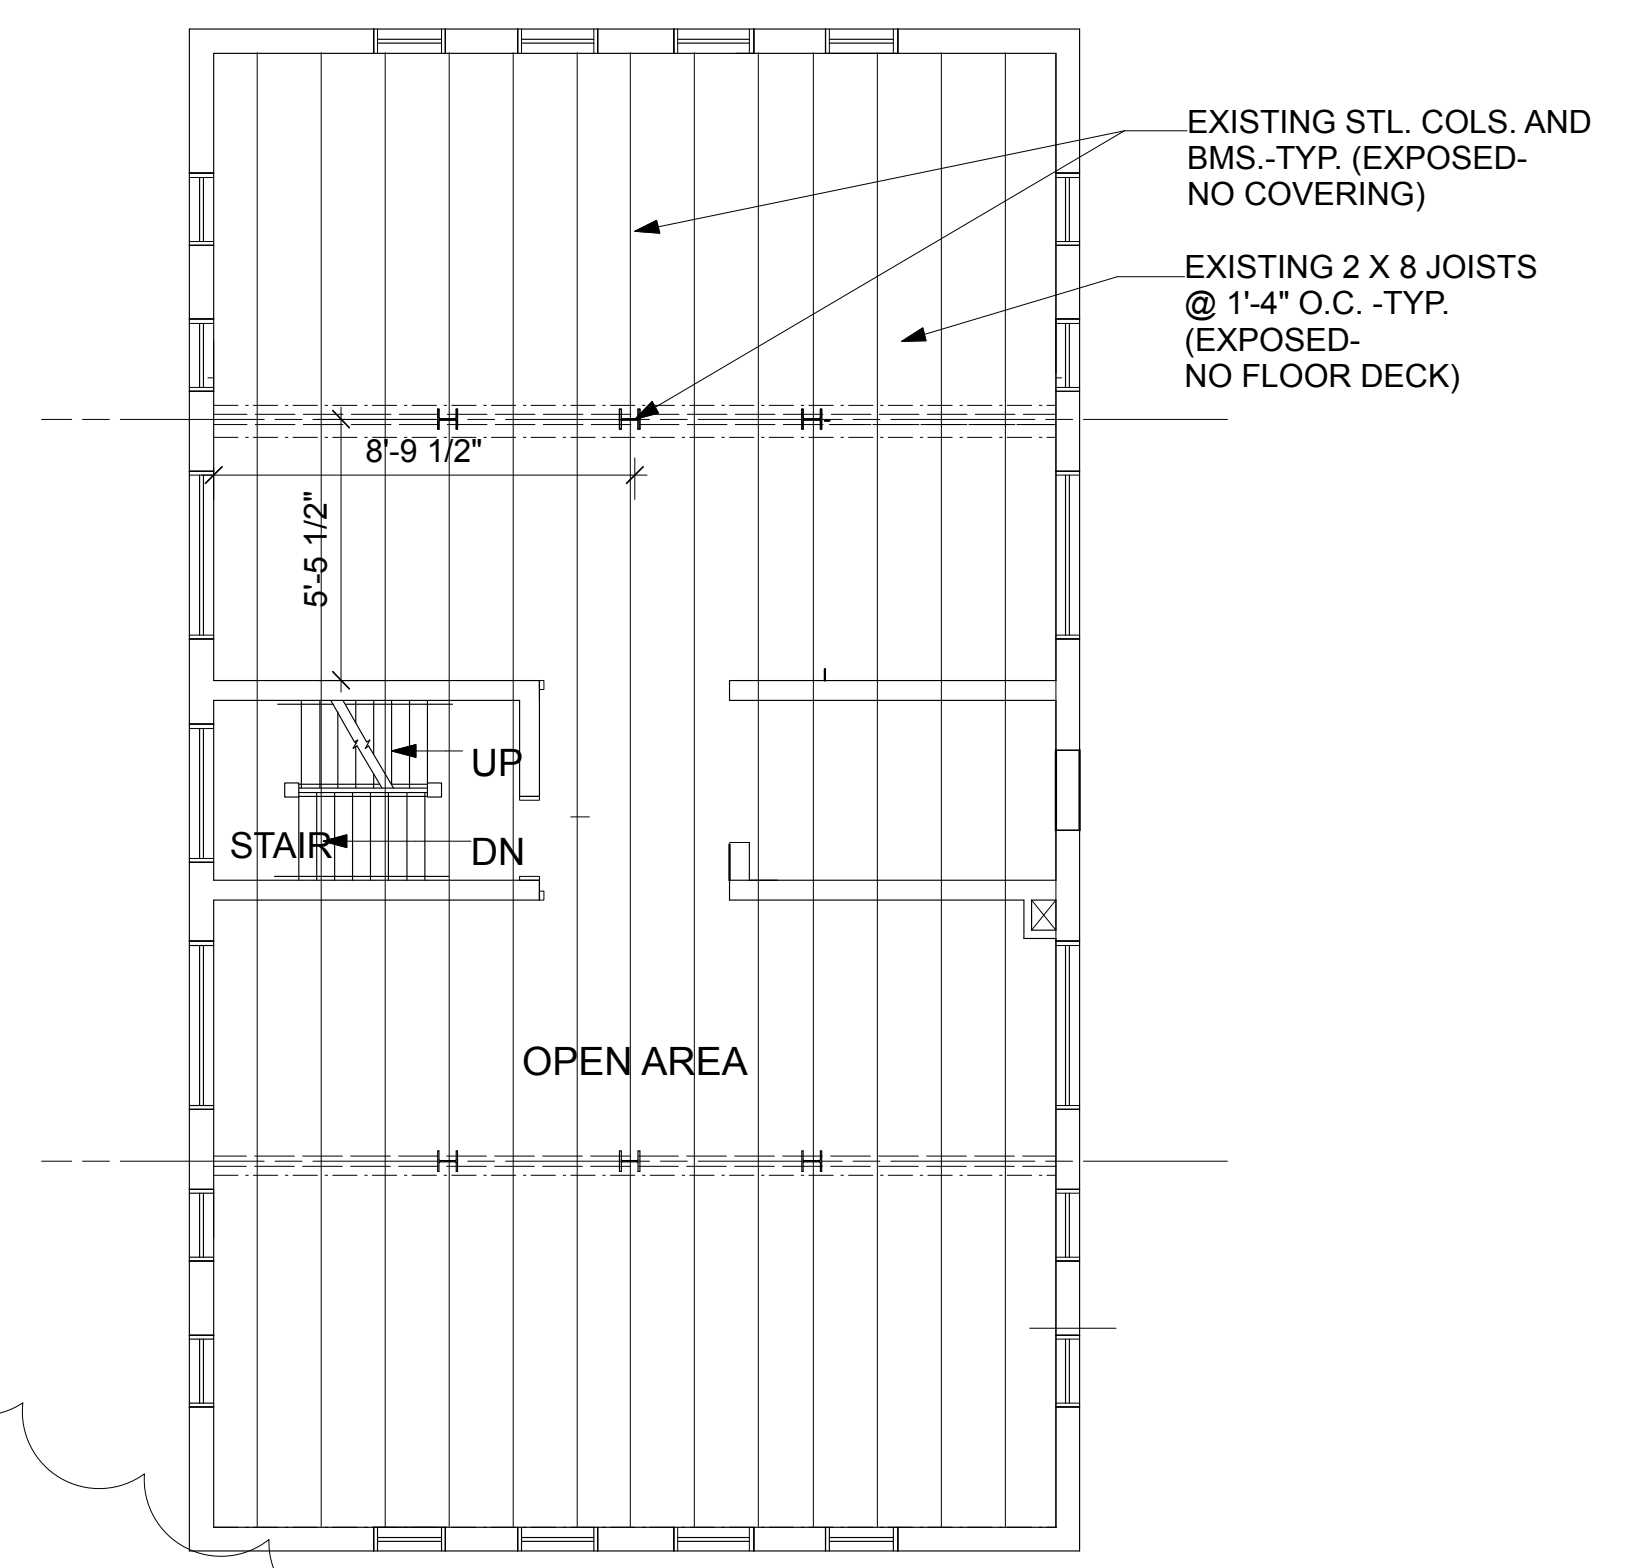 EXISTING STL. COLS. AND
BMS.-TYP. (EXPOSED-
NO COVERING)
EXISTING 2 X 8 JOISTS
@ 1'-4" O.C. -TYP.
(EXPOSED-
NO FLOOR DECK)
8'-9 1/2"
5'-5 1/2"
UP
STAIR
DN
OPEN AREA